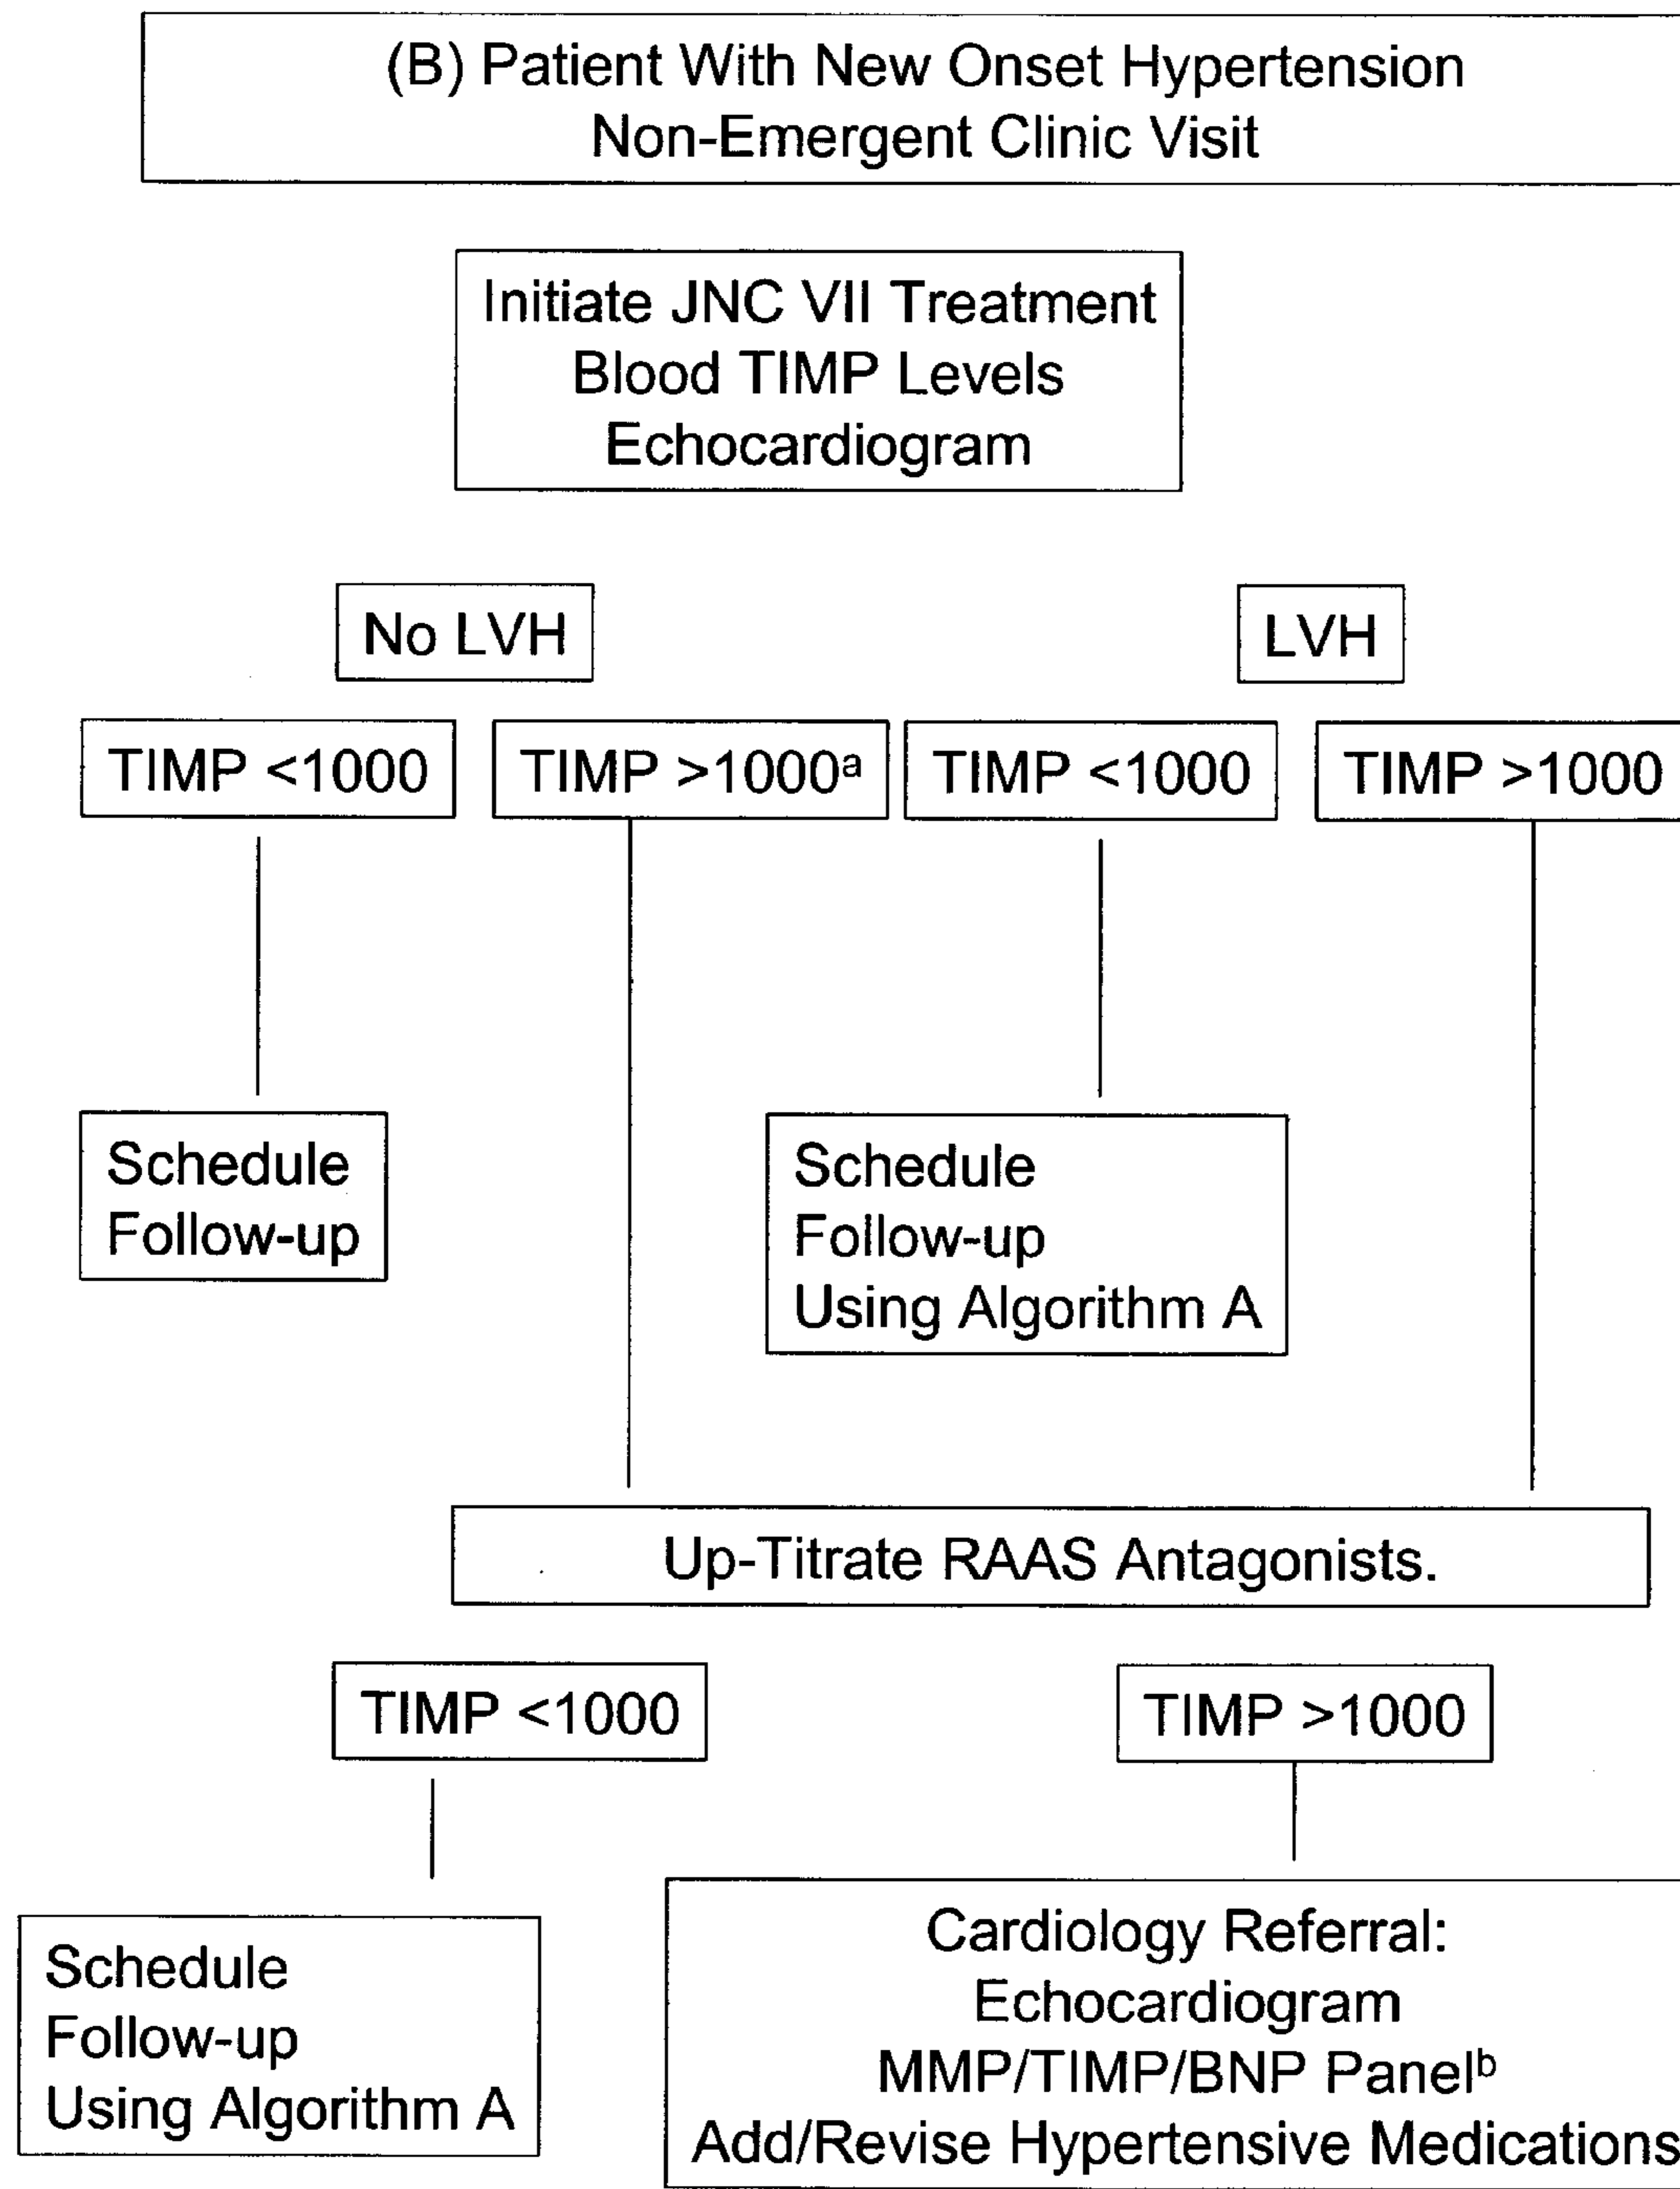 (B) Patient With New Onset Hypertension
Non-Emergent Clinic Visit
Initiate JNC VII Treatment
Blood TIMP Levels
Echocardiogram
No LVH
LVH
TIMP <1000
TIMP >1000ª
TIMP <1000
TIMP >1000
Schedule
Follow-up
Schedule
Follow-up
Using Algorithm A
Up-Titrate RAAS Antagonists.
TIMP <1000
TIMP >1000
Schedule
Follow-up
Using Algorithm A
Cardiology Referral:
Echocardiogram
MMP/TIMP/BNP Panelᵇ
Add/Revise Hypertensive Medications